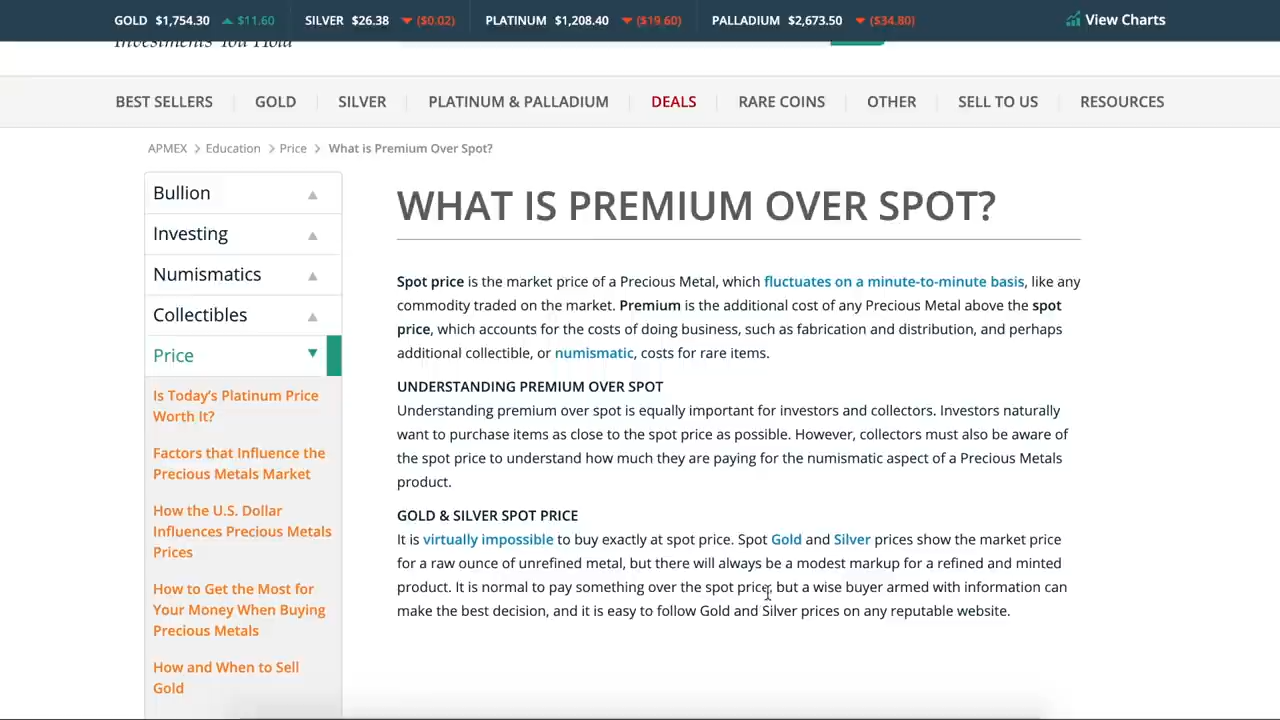 GOLD $1,754.30 ▲ $11.60 SILVER $26.38 ▼ ($0.02) PLATINUM $1,208.40 ▼ ($19.60) PALLADIUM $2,673.50 ▼ ($34.80) View Charts
Investments You Hold
BEST SELLERS GOLD SILVER PLATINUM & PALLADIUM DEALS RARE COINS OTHER SELL TO US RESOURCES
APMEX > Education > Price > What is Premium Over Spot?
Bullion
Investing
Numismatics
Collectibles
Price
Is Today's Platinum Price
Worth It?
Factors that Influence the
Precious Metals Market
How the U.S. Dollar
Influences Precious Metals
Prices
How to Get the Most for
Your Money When Buying
Precious Metals
How and When to Sell
Gold
WHAT IS PREMIUM OVER SPOT?
Spot price is the market price of a Precious Metal, which fluctuates on a minute-to-minute basis, like any
commodity traded on the market. Premium is the additional cost of any Precious Metal above the spot
price, which accounts for the costs of doing business, such as fabrication and distribution, and perhaps
additional collectible, or numismatic, costs for rare items.
UNDERSTANDING PREMIUM OVER SPOT
Understanding premium over spot is equally important for investors and collectors. Investors naturally
want to purchase items as close to the spot price as possible. However, collectors must also be aware of
the spot price to understand how much they are paying for the numismatic aspect of a Precious Metals
product.
GOLD & SILVER SPOT PRICE
It is virtually impossible to buy exactly at spot price. Spot Gold and Silver prices show the market price
for a raw ounce of unrefined metal, but there will always be a modest markup for a refined and minted
product. It is normal to pay something over the spot price, but a wise buyer armed with information can
make the best decision, and it is easy to follow Gold and Silver prices on any reputable website.